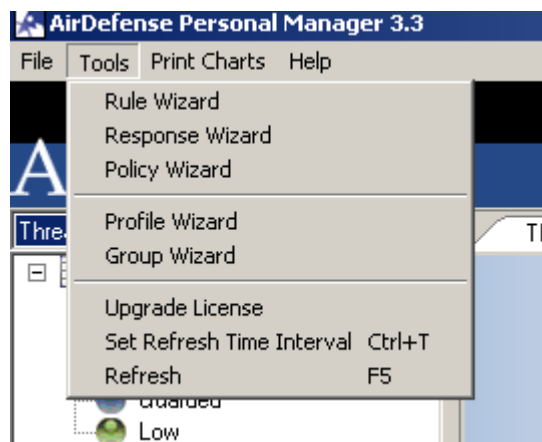 AirDefense Personal Manager 3.3
File Tools Print Charts Help
Rule Wizard
Response Wizard
Policy Wizard
Profile Wizard
Group Wizard
Upgrade License
Set Refresh Time Interval Ctrl+T
Refresh F5
Low